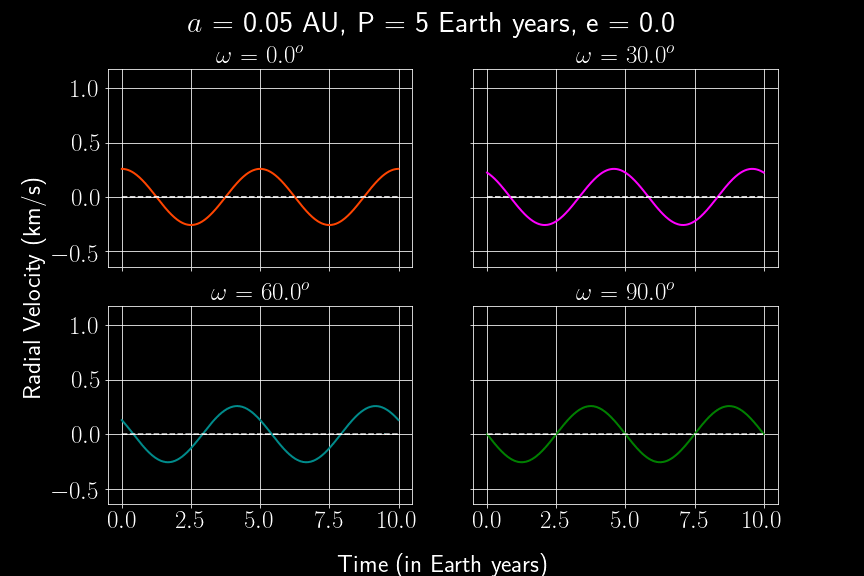 a = 0.05 AU, P = 5 Earth years, e = 0.0
ω = 0.0°
ω = 30.0°
1.0
0.5
0.0
−0.5
ω = 60.0°
ω = 90.0°
1.0
0.5
0.0
−0.5
0.0 2.5 5.0 7.5 10.0
0.0 2.5 5.0 7.5 10.0
Radial Velocity (km/s)
Time (in Earth years)